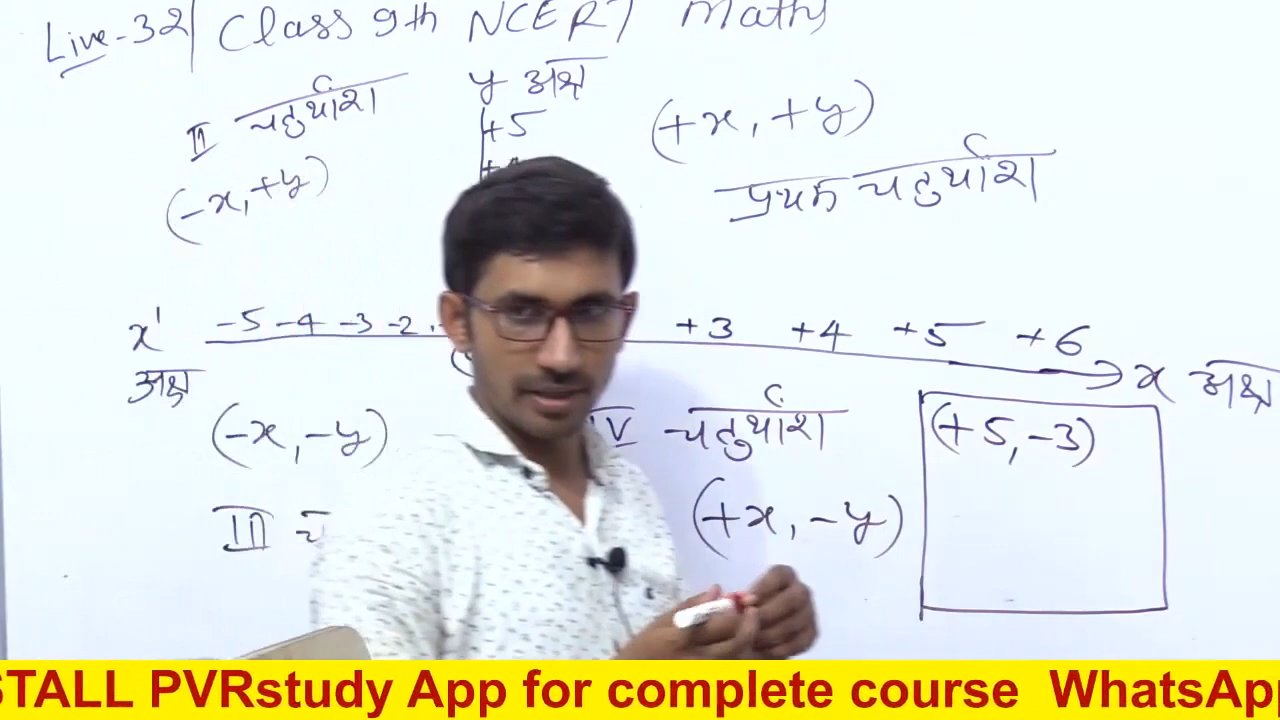 Live-32 | Class 9th NCERT Maths
II चतुर्थांश
y अक्ष
(+x, +y)
+5
(-x, +y)
प्रथम चतुर्थांश
x' -5 -4 -3 -2 +3 +4 +5 +6
अक्ष
x अक्ष
(-x, -y)
IV चतुर्थांश
(+5, -3)
III च
(+x, -y)
STALL PVRstudy App for complete course WhatsApp